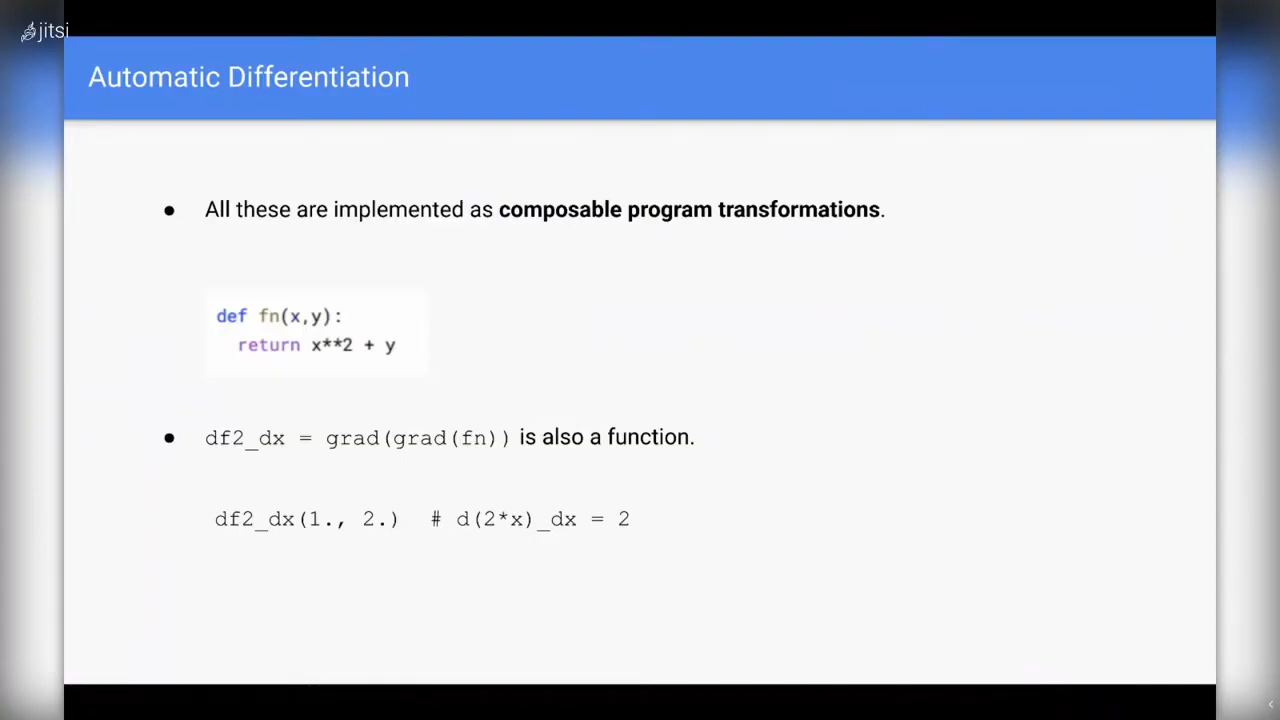 jitsi
Automatic Differentiation
● All these are implemented as composable program transformations.
def fn(x,y):
return x**2 + y
● df2_dx = grad(grad(fn)) is also a function.
df2_dx(1., 2.) # d(2*x)_dx = 2